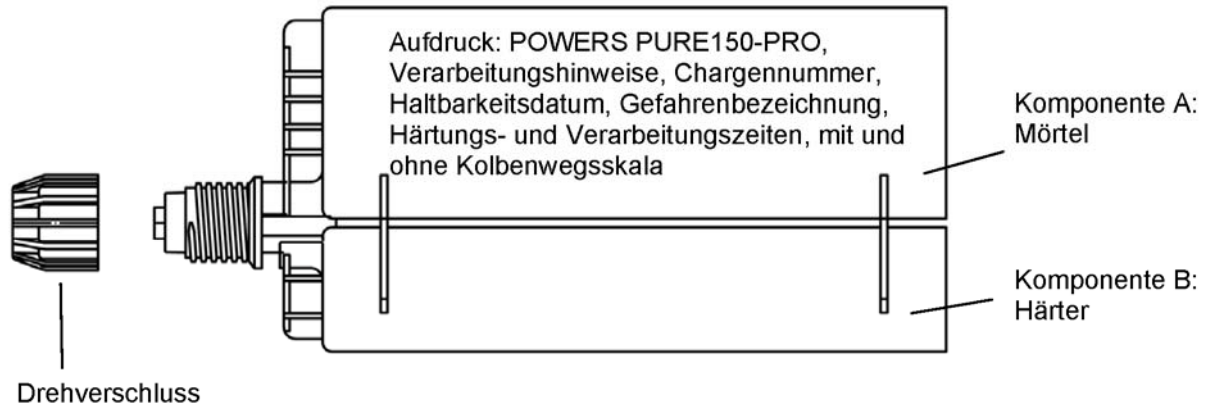 Aufdruck: POWERS PURE150-PRO,
Verarbeitungshinweise, Chargennummer,
Haltbarkeitsdatum, Gefahrenbezeichnung,
Härtungs- und Verarbeitungszeiten, mit und
ohne Kolbenwegsskala
Komponente A:
Mörtel
Komponente B:
Härter
Drehverschluss